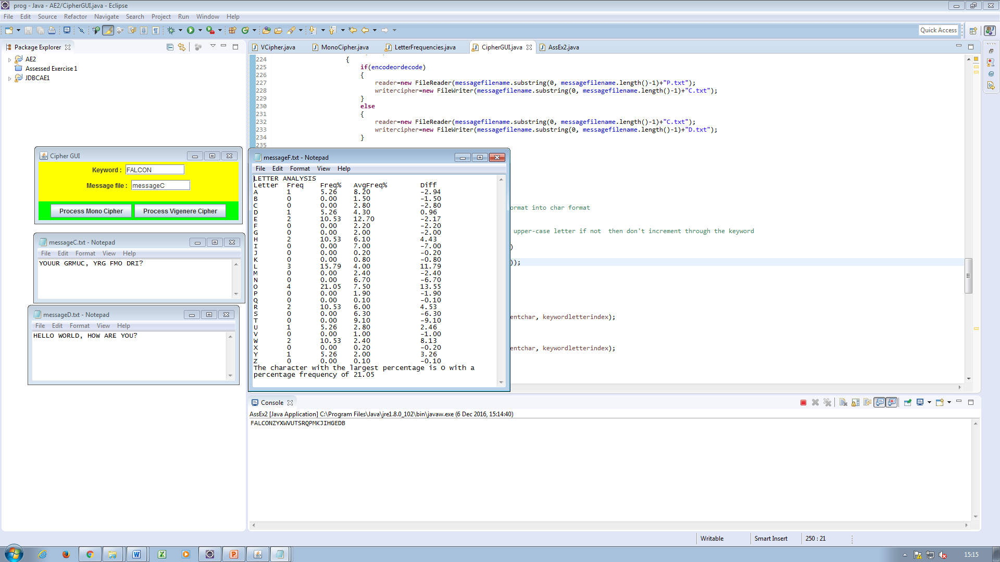 prog - Java - AE2/CipherGUI.java - Eclipse
File Edit Source Refactor Navigate Search Project Run Window Help
Quick Access
Package Explorer
AE2
Assessed Exercise 1
JDBCAE1
VCipher.java MonoCipher.java LetterFrequencies.java CipherGUI.java AssEx2.java
224 {
225 if(encodeordecode)
226 {
227 reader=new FileReader(messagefilename.substring(0, messagefilename.length()-1)+"P.txt");
228 writercipher=new FileWriter(messagefilename.substring(0, messagefilename.length()-1)+"C.txt");
229 }
230 else
231 {
232 reader=new FileReader(messagefilename.substring(0, messagefilename.length()-1)+"C.txt");
233 writercipher=new FileWriter(messagefilename.substring(0, messagefilename.length()-1)+"D.txt");
234 }
235
ormat into char format
upper-case letter if not then don't increment through the keyword
)
));
entchar, keywordletterindex);
entchar, keywordletterindex);
Cipher GUI
Keyword : FALCON
Message file : messageC
Process Mono Cipher Process Vigenere Cipher
messageC.txt - Notepad
File Edit Format View Help
YOUUR GRMUC, YRG FMO DRI?
messageD.txt - Notepad
File Edit Format View Help
HELLO WORLD, HOW ARE YOU?
messageF.txt - Notepad
File Edit Format View Help
LETTER ANALYSIS
Letter Freq Freq% AvgFreq% Diff
A 1 5.26 8.20 -2.94
B 0 0.00 1.50 -1.50
C 0 0.00 2.80 -2.80
D 1 5.26 4.30 0.96
E 2 10.53 12.70 -2.17
F 0 0.00 2.20 -2.20
G 0 0.00 2.00 -2.00
H 2 10.53 6.10 4.43
I 0 0.00 7.00 -7.00
J 0 0.00 0.20 -0.20
K 0 0.00 0.80 -0.80
L 3 15.79 4.00 11.79
M 0 0.00 2.40 -2.40
N 0 0.00 6.70 -6.70
O 4 21.05 7.50 13.55
P 0 0.00 1.90 -1.90
Q 0 0.00 0.10 -0.10
R 2 10.53 6.00 4.53
S 0 0.00 6.30 -6.30
T 0 0.00 9.10 -9.10
U 1 5.26 2.80 2.46
V 0 0.00 1.00 -1.00
W 2 10.53 2.40 8.13
X 0 0.00 0.20 -0.20
Y 1 5.26 2.00 3.26
Z 0 0.00 0.10 -0.10
The character with the largest percentage is O with a
percentage frequency of 21.05
Console
AssEx2 [Java Application] C:\Program Files\Java\jre1.8.0_102\bin\javaw.exe (6 Dec 2016, 15:14:40)
FALCONZYXWVUTSRQPMKJIHGEDB
Writable Smart Insert 250 : 21
15:15